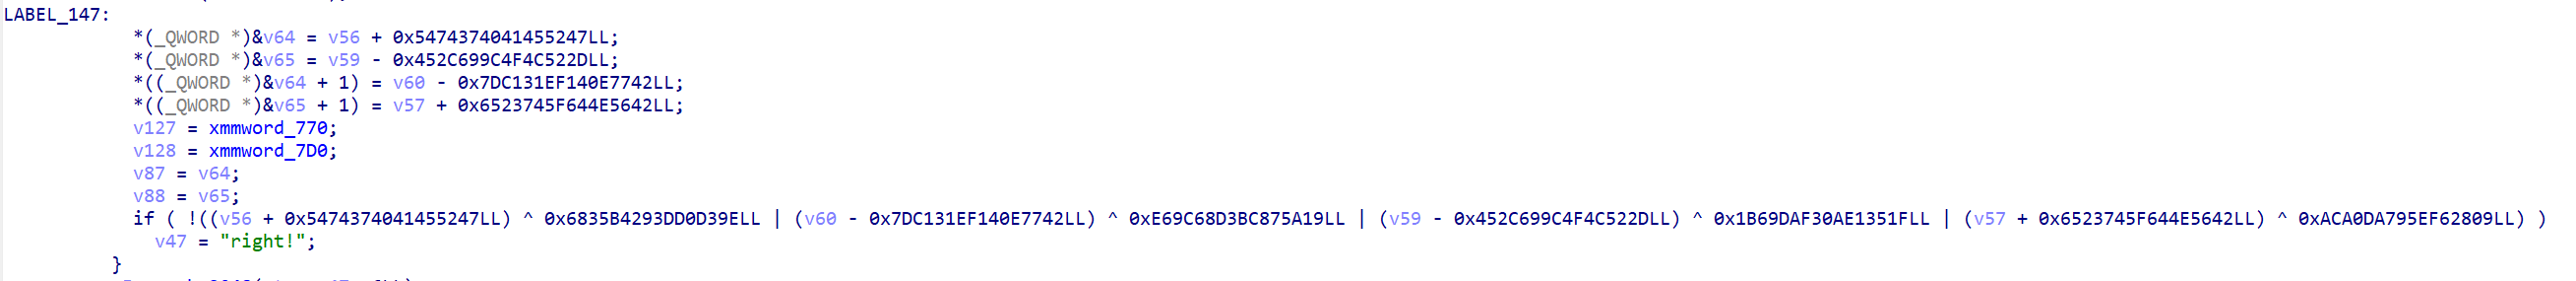 LABEL_147:
*(_QWORD *)&v64 = v56 + 0x5474374041455247LL;
*(_QWORD *)&v65 = v59 - 0x452C699C4F4C522DLL;
*((_QWORD *)&v64 + 1) = v60 - 0x7DC131EF140E7742LL;
*((_QWORD *)&v65 + 1) = v57 + 0x6523745F644E5642LL;
v127 = xmmword_770;
v128 = xmmword_7D0;
v87 = v64;
v88 = v65;
if ( !((v56 + 0x5474374041455247LL) ^ 0x6835B4293DD0D39ELL | (v60 - 0x7DC131EF140E7742LL) ^ 0xE69C68D3BC875A19LL | (v59 - 0x452C699C4F4C522DLL) ^ 0x1B69DAF30AE1351FLL | (v57 + 0x6523745F644E5642LL) ^ 0xACA0DA795EF62809LL) )
v47 = "right!";
}